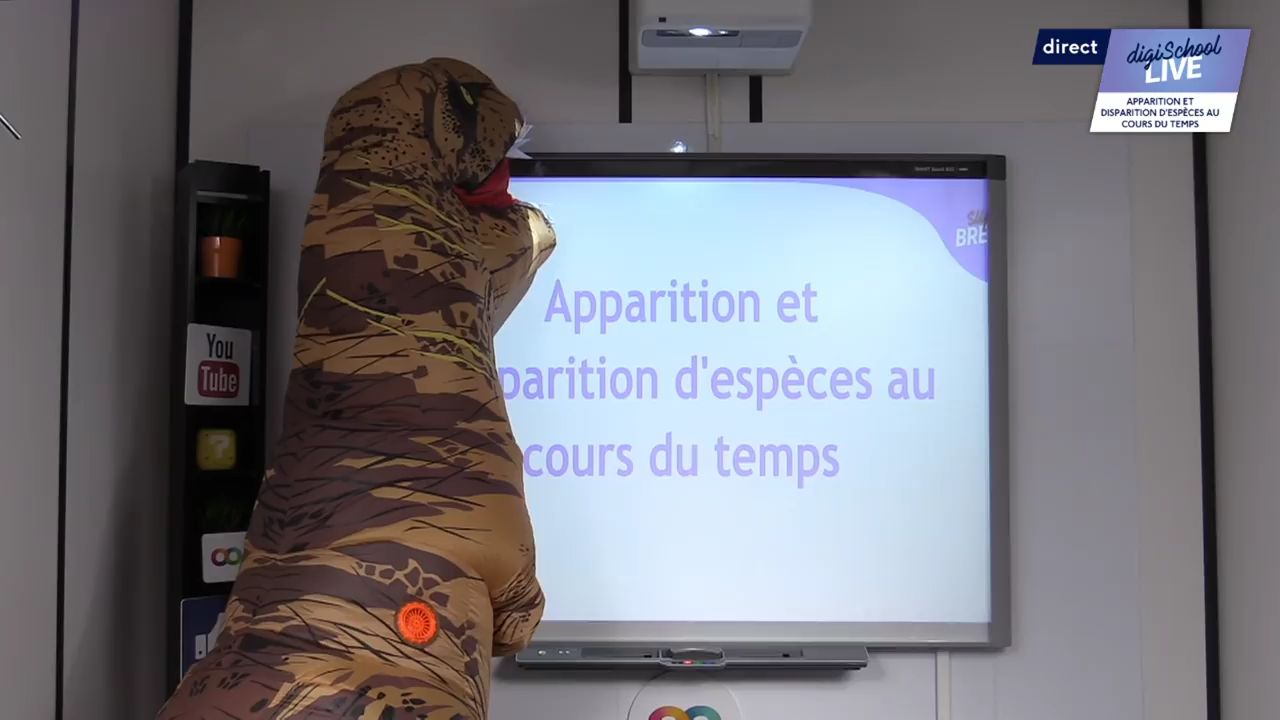 direct
digiSchool
LIVE
APPARITION ET
DISPARITION D'ESPÈCES AU
COURS DU TEMPS
BRE
Apparition et
parition d'espèces au
cours du temps
You
Tube
?